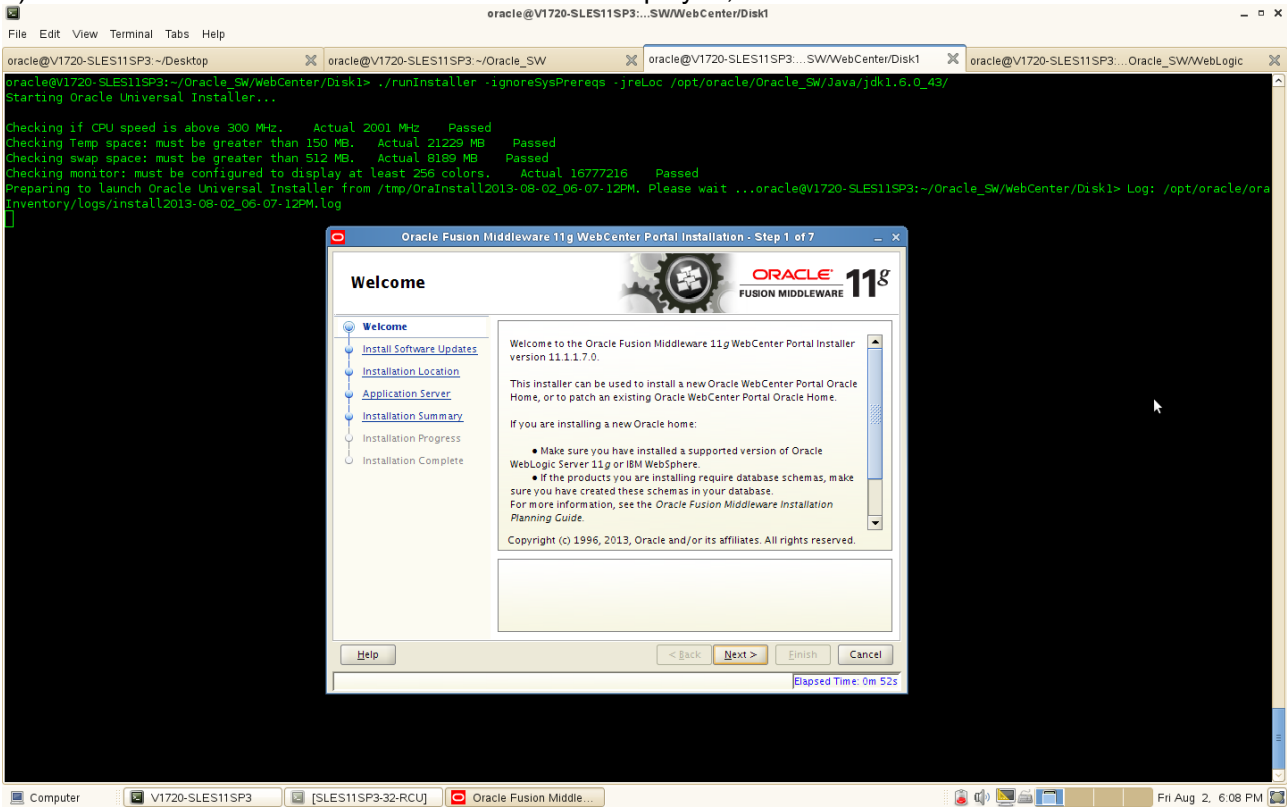 oracle@V1720-SLES11SP3:...SW/WebCenter/Disk1
File Edit View Terminal Tabs Help
oracle@V1720-SLES11SP3:~/Desktop oracle@V1720-SLES11SP3:~/Oracle_SW oracle@V1720-SLES11SP3:...SW/WebCenter/Disk1 oracle@V1720-SLES11SP3:...Oracle_SW/WebLogic
oracle@V1720-SLES11SP3:~/Oracle_SW/WebCenter/Disk1> ./runInstaller -ignoreSysPrereqs -jreLoc /opt/oracle/Oracle_SW/Java/jdk1.6.0_43/
Starting Oracle Universal Installer...
Checking if CPU speed is above 300 MHz. Actual 2001 MHz Passed
Checking Temp space: must be greater than 150 MB. Actual 21229 MB Passed
Checking swap space: must be greater than 512 MB. Actual 8189 MB Passed
Checking monitor: must be configured to display at least 256 colors. Actual 16777216 Passed
Preparing to launch Oracle Universal Installer from /tmp/OraInstall2013-08-02_06-07-12PM. Please wait ...oracle@V1720-SLES11SP3:~/Oracle_SW/WebCenter/Disk1> Log: /opt/oracle/ora
Inventory/logs/install2013-08-02_06-07-12PM.log
Oracle Fusion Middleware 11g WebCenter Portal Installation - Step 1 of 7
Welcome
ORACLE
FUSION MIDDLEWARE 11g
Welcome
Install Software Updates
Installation Location
Application Server
Installation Summary
Installation Progress
Installation Complete
Welcome to the Oracle Fusion Middleware 11g WebCenter Portal Installer
version 11.1.1.7.0.
This installer can be used to install a new Oracle WebCenter Portal Oracle
Home, or to patch an existing Oracle WebCenter Portal Oracle Home.
If you are installing a new Oracle home:
● Make sure you have installed a supported version of Oracle
WebLogic Server 11g or IBM WebSphere.
● If the products you are installing require database schemas, make
sure you have created these schemas in your database.
For more information, see the Oracle Fusion Middleware Installation
Planning Guide.
Copyright (c) 1996, 2013, Oracle and/or its affiliates. All rights reserved.
Help < Back Next > Finish Cancel
Elapsed Time: 0m 52s
Computer V1720-SLES11SP3 [SLES11SP3-32-RCU] Oracle Fusion Middle... Fri Aug 2, 6:08 PM